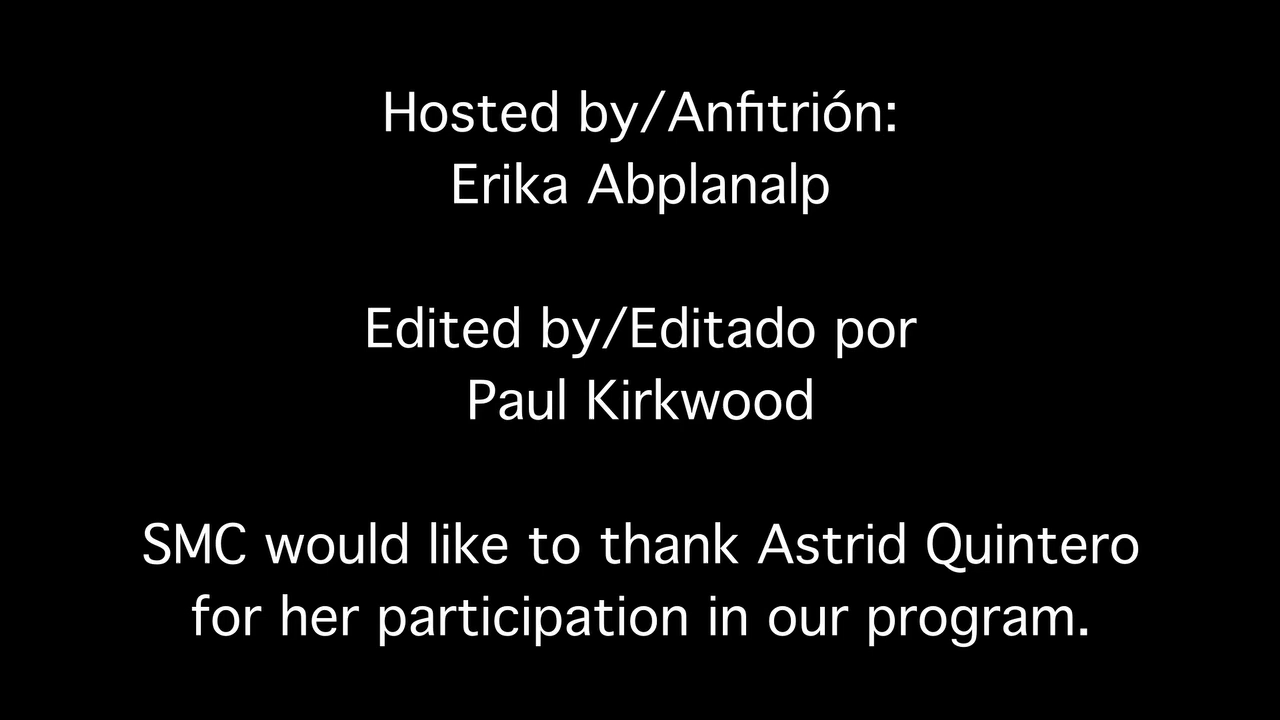 Hosted by/Anfitrión:
Erika Abplanalp
Edited by/Editado por
Paul Kirkwood
SMC would like to thank Astrid Quintero
for her participation in our program.